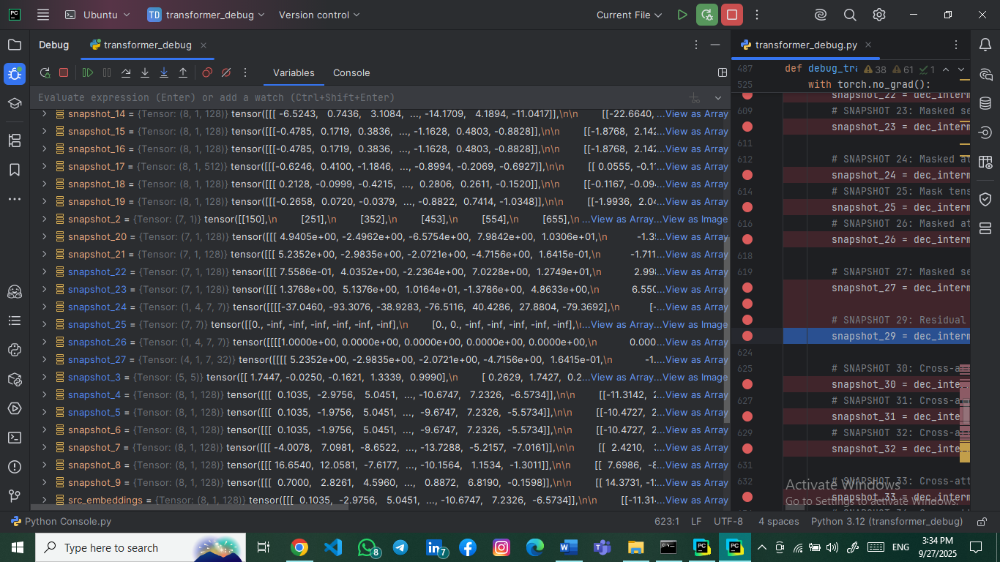 PC Ubuntu TD transformer_debug Version control Current File
Debug transformer_debug
Variables Console
Evaluate expression (Enter) or add a watch (Ctrl+Shift+Enter)
snapshot_14 = {Tensor: (8, 1, 128)} tensor([[[ -6.5243, 0.7436, 3.1084, ..., -14.1709, 4.1894, -11.0417]],\n\n [[-22.6640, ...View as Array
snapshot_15 = {Tensor: (8, 1, 128)} tensor([[[-0.4785, 0.1719, 0.3836, ..., -1.1628, 0.4803, -0.8828]],\n\n [[-1.8768, 2.142 ...View as Array
snapshot_16 = {Tensor: (8, 1, 128)} tensor([[[-0.4785, 0.1719, 0.3836, ..., -1.1628, 0.4803, -0.8828]],\n\n [[-1.8768, 2.142 ...View as Array
snapshot_17 = {Tensor: (8, 1, 512)} tensor([[[-0.6246, 0.4100, -1.1846, ..., -0.8994, -0.2069, -0.6927]],\n\n [[ 0.0555, -0.11 ...View as Array
snapshot_18 = {Tensor: (8, 1, 128)} tensor([[[ 0.2128, -0.0999, -0.4215, ..., 0.2806, 0.2611, -0.1520]],\n\n [[-0.1167, -0.09 ...View as Array
snapshot_19 = {Tensor: (8, 1, 128)} tensor([[[-0.2658, 0.0720, -0.0379, ..., -0.8822, 0.7414, -1.0348]],\n\n [[-1.9936, 2.04 ...View as Array
snapshot_2 = {Tensor: (7, 1)} tensor([[150],\n [251],\n [352],\n [453],\n [554],\n [655],\n ...View as Array...View as Image
snapshot_20 = {Tensor: (7, 1, 128)} tensor([[[ 4.9405e+00, -2.4962e+00, -6.5754e+00, 7.9842e+00, 1.0306e+01,\n -1.3 ...View as Array
snapshot_21 = {Tensor: (7, 1, 128)} tensor([[[ 5.2352e+00, -2.9835e+00, -2.0721e+00, -4.7156e+00, 1.6415e-01,\n -1.711 ...View as Array
snapshot_22 = {Tensor: (7, 1, 128)} tensor([[[ 7.5586e-01, 4.0352e+00, -2.2364e+00, 7.0228e+00, 1.2749e+01,\n 2.99 ...View as Array
snapshot_23 = {Tensor: (7, 1, 128)} tensor([[[ 1.3768e+00, 5.1376e+00, 1.0164e+01, -1.3786e+00, 4.8633e+00,\n 6.550 ...View as Array
snapshot_24 = {Tensor: (1, 4, 7, 7)} tensor([[[[-37.0460, -93.3076, -38.9283, -76.5116, 40.4286, 27.8804, -79.3692],\n [- ...View as Array
snapshot_25 = {Tensor: (7, 7)} tensor([[0., -inf, -inf, -inf, -inf, -inf, -inf],\n [0., 0., -inf, -inf, -inf, -inf, -inf],\ ...View as Array...View as Image
snapshot_26 = {Tensor: (1, 4, 7, 7)} tensor([[[[1.0000e+00, 0.0000e+00, 0.0000e+00, 0.0000e+00, 0.0000e+00,\n 0.000 ...View as Array
snapshot_27 = {Tensor: (4, 1, 7, 32)} tensor([[[[ 5.2352e+00, -2.9835e+00, -2.0721e+00, -4.7156e+00, 1.6415e-01,\n -1. ...View as Array
snapshot_3 = {Tensor: (5, 5)} tensor([[ 1.7447, -0.0250, -0.1621, 1.3339, 0.9990],\n [ 0.2629, 1.7427, 0.2 ...View as Array...View as Image
snapshot_4 = {Tensor: (8, 1, 128)} tensor([[[ 0.1035, -2.9756, 5.0451, ..., -10.6747, 7.2326, -6.5734]],\n\n [[-11.3142, 2 ...View as Array
snapshot_5 = {Tensor: (8, 1, 128)} tensor([[[ 0.1035, -1.9756, 5.0451, ..., -9.6747, 7.2326, -5.5734]],\n\n [[-10.4727, 2 ...View as Array
snapshot_6 = {Tensor: (8, 1, 128)} tensor([[[ 0.1035, -1.9756, 5.0451, ..., -9.6747, 7.2326, -5.5734]],\n\n [[-10.4727, 2 ...View as Array
snapshot_7 = {Tensor: (8, 1, 128)} tensor([[[ -4.0078, 7.0981, -8.6522, ..., -13.7288, -5.2157, -7.0161]],\n\n [[ 2.4210, ...View as Array
snapshot_8 = {Tensor: (8, 1, 128)} tensor([[[ 16.6540, 12.0581, -7.6177, ..., -10.1564, 1.1534, -1.3011]],\n\n [[ 7.6986, -8 ...View as Array
snapshot_9 = {Tensor: (8, 1, 128)} tensor([[[ 0.7000, 2.8261, 4.5960, ..., 0.8872, 6.8190, -0.1598]],\n\n [[ 14.3731, -1 ...View as Array
src_embeddings = {Tensor: (8, 1, 128)} tensor([[[ 0.1035, -2.9756, 5.0451, ..., -10.6747, 7.2326, -6.5734]],\n\n [[-11.31 ...View as Array
transformer_debug.py
487 def debug_tra 38 61 1
525 with torch.no_grad():
snapshot_22 = dec_interm
609 # SNAPSHOT 23: Masked se
snapshot_23 = dec_interm
611
612 # SNAPSHOT 24: Masked at
snapshot_24 = dec_interm
614 # SNAPSHOT 25: Mask tens
snapshot_25 = dec_interm
616 # SNAPSHOT 26: Masked at
snapshot_26 = dec_interm
618
619 # SNAPSHOT 27: Masked se
snapshot_27 = dec_interm
# SNAPSHOT 29: Residual
snapshot_29 = dec_interm
624
625 # SNAPSHOT 30: Cross-at
snapshot_30 = dec_inte
627 # SNAPSHOT 31: Cross-a
snapshot_31 = dec_inte
629 # SNAPSHOT 32: Cross-a
snapshot_32 = dec_inte
631
632 # SNAPSHOT 33: Cross-att
snapshot_33 = dec_interm
Activate Windows
Go to Settings to activate Windows.
Python Console.py 623:1 LF UTF-8 4 spaces Python 3.12 (transformer_debug)
Type here to search 8 7 ENG 3:34 PM
9/27/2025